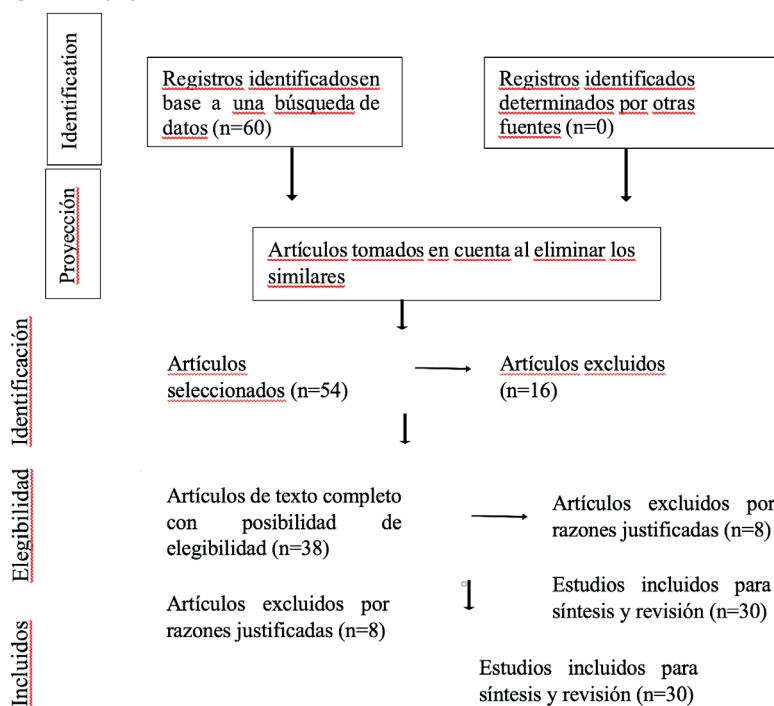 Identification
Registros identificados en
base a una búsqueda de
datos (n=60)
Registros identificados
determinados por otras
fuentes (n=0)
Proyección
Artículos tomados en cuenta al eliminar los
similares
Identificación
Artículos
seleccionados (n=54)
Artículos excluidos
(n=16)
Elegibilidad
Artículos de texto completo
con posibilidad de
elegibilidad (n=38)
Artículos excluidos por
razones justificadas (n=8)
Artículos excluidos por
razones justificadas (n=8)
Estudios incluidos para
síntesis y revisión (n=30)
Incluidos
Estudios incluidos para
síntesis y revisión (n=30)